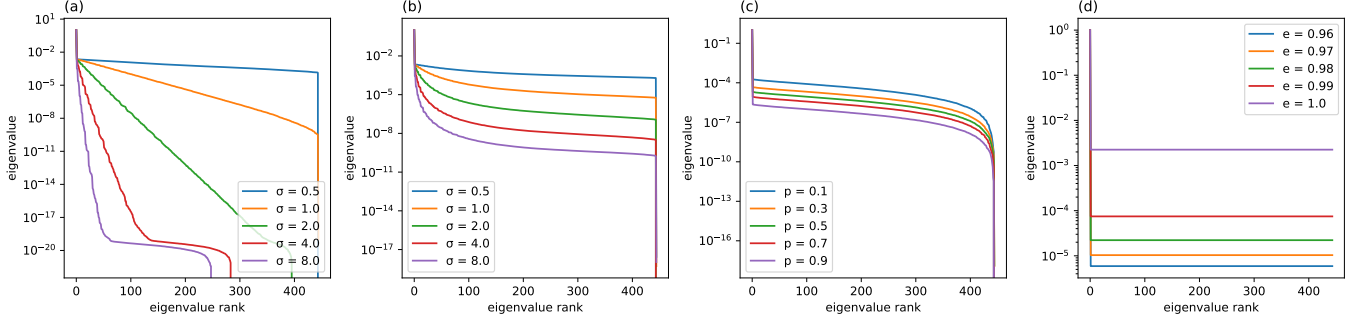 (a)
10^1
10^-2
10^-5
10^-8
10^-11
10^-14
10^-17
10^-20
eigenvalue
0 100 200 300 400
eigenvalue rank
σ = 0.5
σ = 1.0
σ = 2.0
σ = 4.0
σ = 8.0
(b)
10^-2
10^-5
10^-8
10^-11
10^-14
10^-17
eigenvalue
0 100 200 300 400
eigenvalue rank
σ = 0.5
σ = 1.0
σ = 2.0
σ = 4.0
σ = 8.0
(c)
10^-1
10^-4
10^-7
10^-10
10^-13
10^-16
eigenvalue
0 100 200 300 400
eigenvalue rank
p = 0.1
p = 0.3
p = 0.5
p = 0.7
p = 0.9
(d)
10^0
10^-1
10^-2
10^-3
10^-4
10^-5
eigenvalue
0 100 200 300 400
eigenvalue rank
e = 0.96
e = 0.97
e = 0.98
e = 0.99
e = 1.0